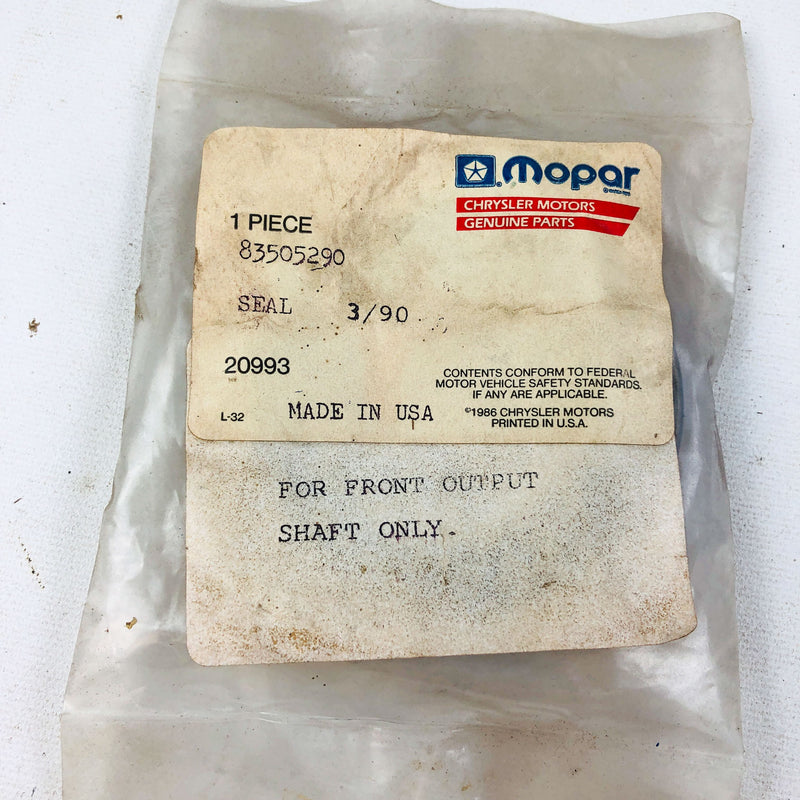 Mopar
CHRYSLER MOTORS
GENUINE PARTS
1 PIECE
83505290
SEAL 3/90
20993
CONTENTS CONFORM TO FEDERAL
MOTOR VEHICLE SAFETY STANDARDS.
IF ANY ARE APPLICABLE.
L-32 MADE IN USA
©1986 CHRYSLER MOTORS
PRINTED IN U.S.A.
FOR FRONT OUTPUT
SHAFT ONLY.